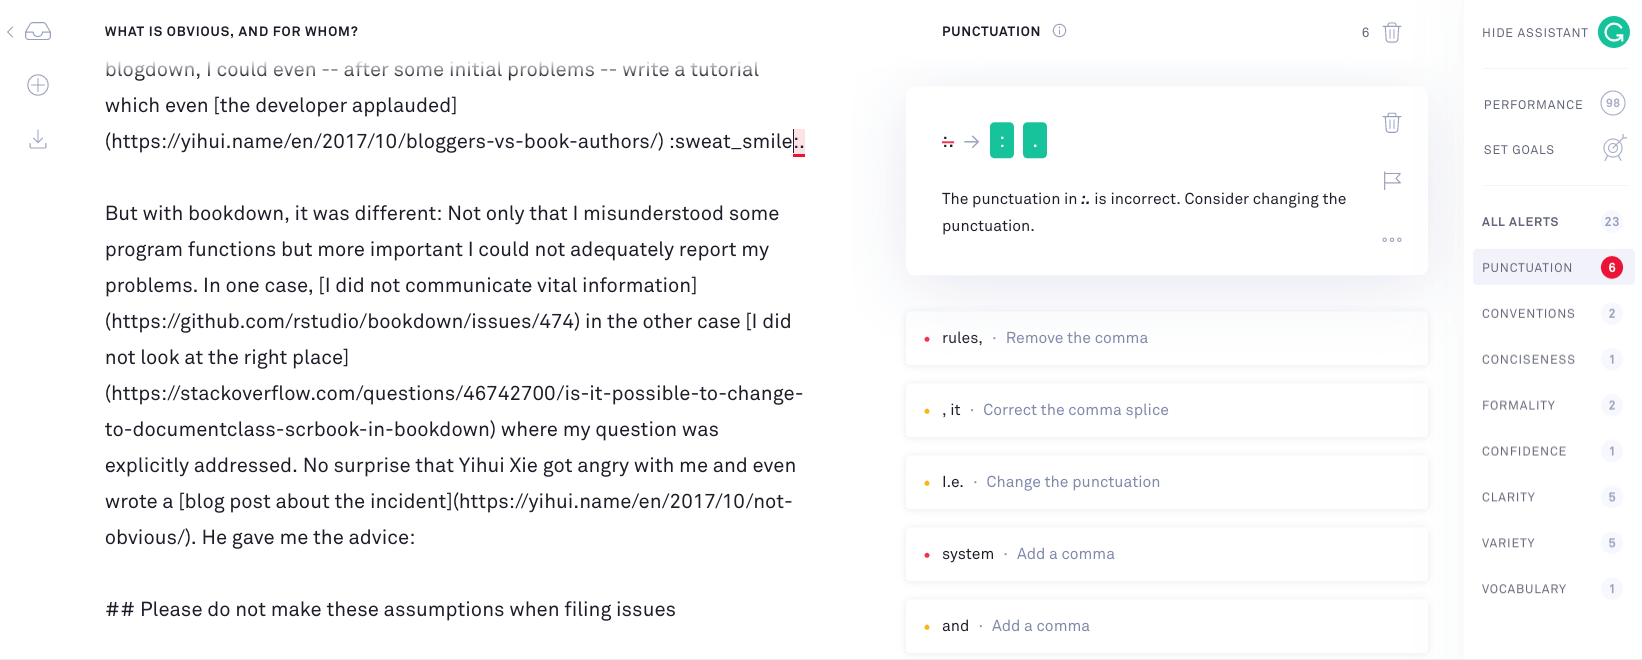 WHAT IS OBVIOUS, AND FOR WHOM?
blogdown, I could even -- after some initial problems -- write a tutorial
which even [the developer applauded]
(https://yihui.name/en/2017/10/bloggers-vs-book-authors/) :sweat_smile:.
But with bookdown, it was different: Not only that I misunderstood some
program functions but more important I could not adequately report my
problems. In one case, [I did not communicate vital information]
(https://github.com/rstudio/bookdown/issues/474) in the other case [I did
not look at the right place]
(https://stackoverflow.com/questions/46742700/is-it-possible-to-change-
to-documentclass-scrbook-in-bookdown) where my question was
explicitly addressed. No surprise that Yihui Xie got angry with me and even
wrote a [blog post about the incident](https://yihui.name/en/2017/10/not-
obvious/). He gave me the advice:
## Please do not make these assumptions when filing issues
PUNCTUATION 6
:. → : .
The punctuation in :. is incorrect. Consider changing the
punctuation.
rules, · Remove the comma
, it · Correct the comma splice
I.e. · Change the punctuation
system · Add a comma
and · Add a comma
HIDE ASSISTANT
PERFORMANCE 98
SET GOALS
ALL ALERTS 23
PUNCTUATION 6
CONVENTIONS 2
CONCISENESS 1
FORMALITY 2
CONFIDENCE 1
CLARITY 5
VARIETY 5
VOCABULARY 1